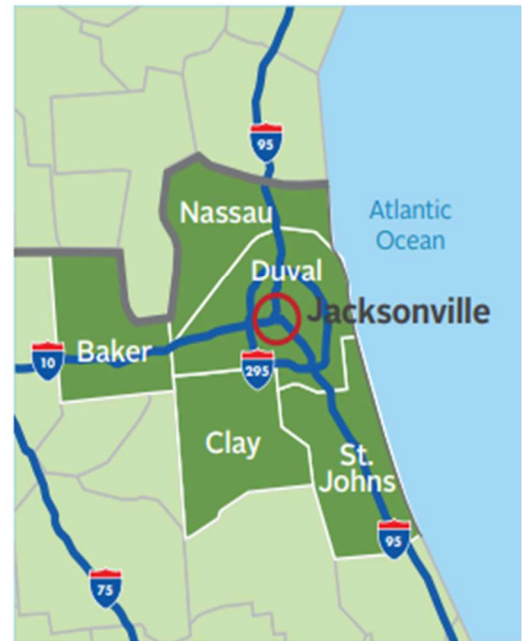 95
Nassau
Atlantic
Ocean
Duval
Jacksonville
Baker
10
295
Clay
St.
Johns
95
75